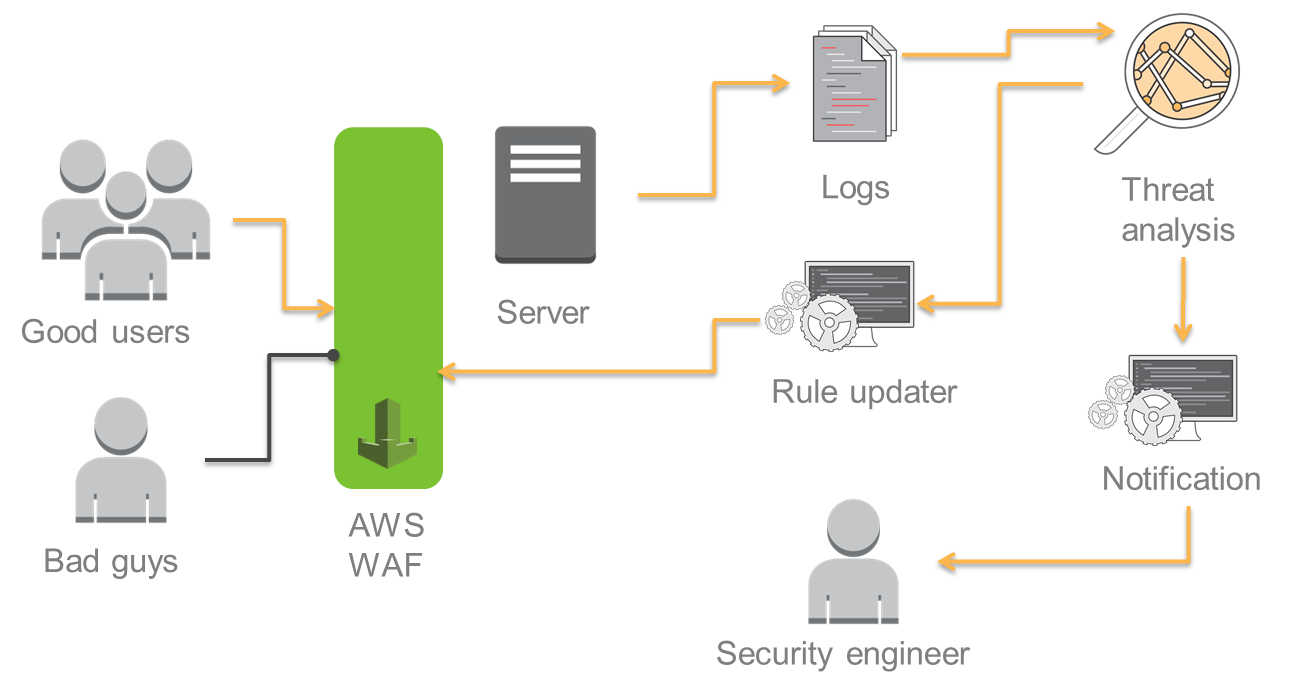 Good users
Bad guys
AWS
WAF
Server
Logs
Threat
analysis
Rule updater
Notification
Security engineer